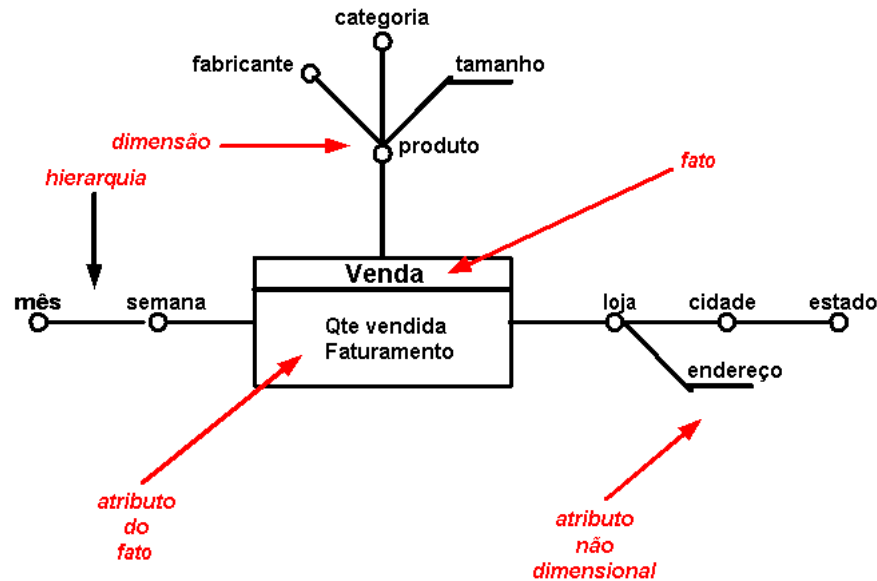 categoria
fabricante
tamanho
dimensão
produto
hierarquia
fato
Venda
mês
semana
loja
cidade
estado
Qte vendida
Faturamento
endereço
atributo
do
fato
atributo
não
dimensional